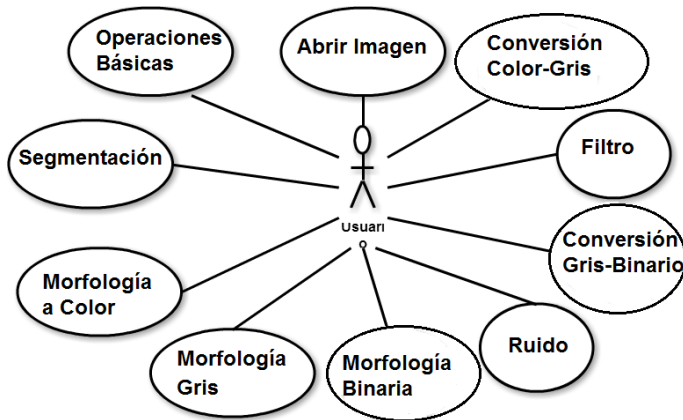 Operaciones
Básicas
Abrir Imagen
Conversión
Color-Gris
Segmentación
Filtro
Usuari
o
Conversión
Gris-Binario
Morfología
a Color
Morfología
Gris
Morfología
Binaria
Ruido